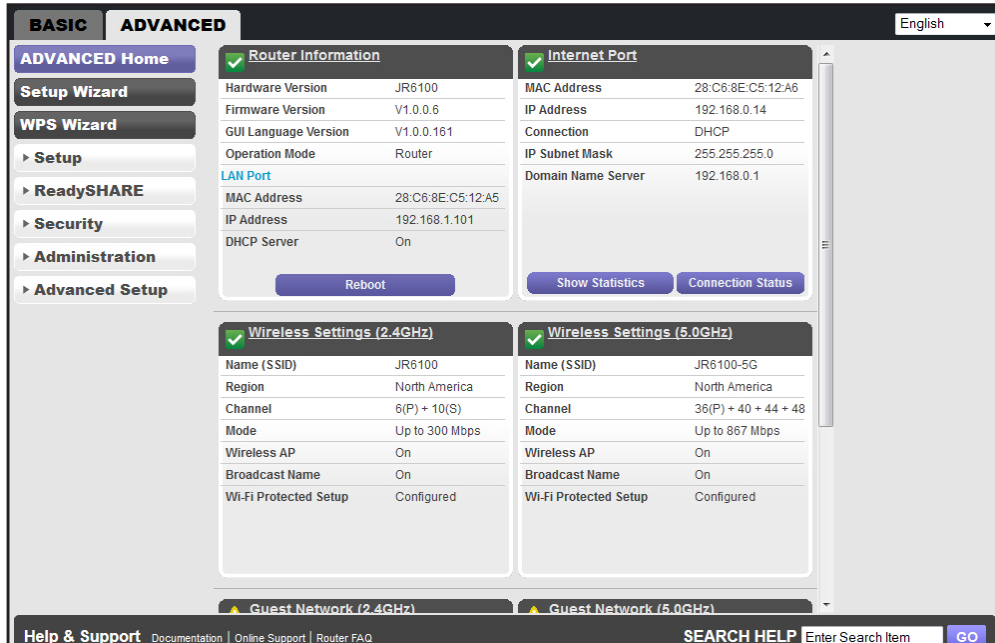 BASIC
ADVANCED
English
ADVANCED Home
Setup Wizard
WPS Wizard
Setup
ReadySHARE
Security
Administration
Advanced Setup
Router Information
Hardware Version JR6100
Firmware Version V1.0.0.6
GUI Language Version V1.0.0.161
Operation Mode Router
LAN Port
MAC Address 28:C6:8E:C5:12:A5
IP Address 192.168.1.101
DHCP Server On
Reboot
Internet Port
MAC Address 28:C6:8E:C5:12:A6
IP Address 192.168.0.14
Connection DHCP
IP Subnet Mask 255.255.255.0
Domain Name Server 192.168.0.1
Show Statistics
Connection Status
Wireless Settings (2.4GHz)
Name (SSID) JR6100
Region North America
Channel 6(P) + 10(S)
Mode Up to 300 Mbps
Wireless AP On
Broadcast Name On
Wi-Fi Protected Setup Configured
Wireless Settings (5.0GHz)
Name (SSID) JR6100-5G
Region North America
Channel 36(P) + 40 + 44 + 48
Mode Up to 867 Mbps
Wireless AP On
Broadcast Name On
Wi-Fi Protected Setup Configured
Guest Network (2.4GHz)
Guest Network (5.0GHz)
Help & Support Documentation | Online Support | Router FAQ
SEARCH HELP Enter Search Item GO